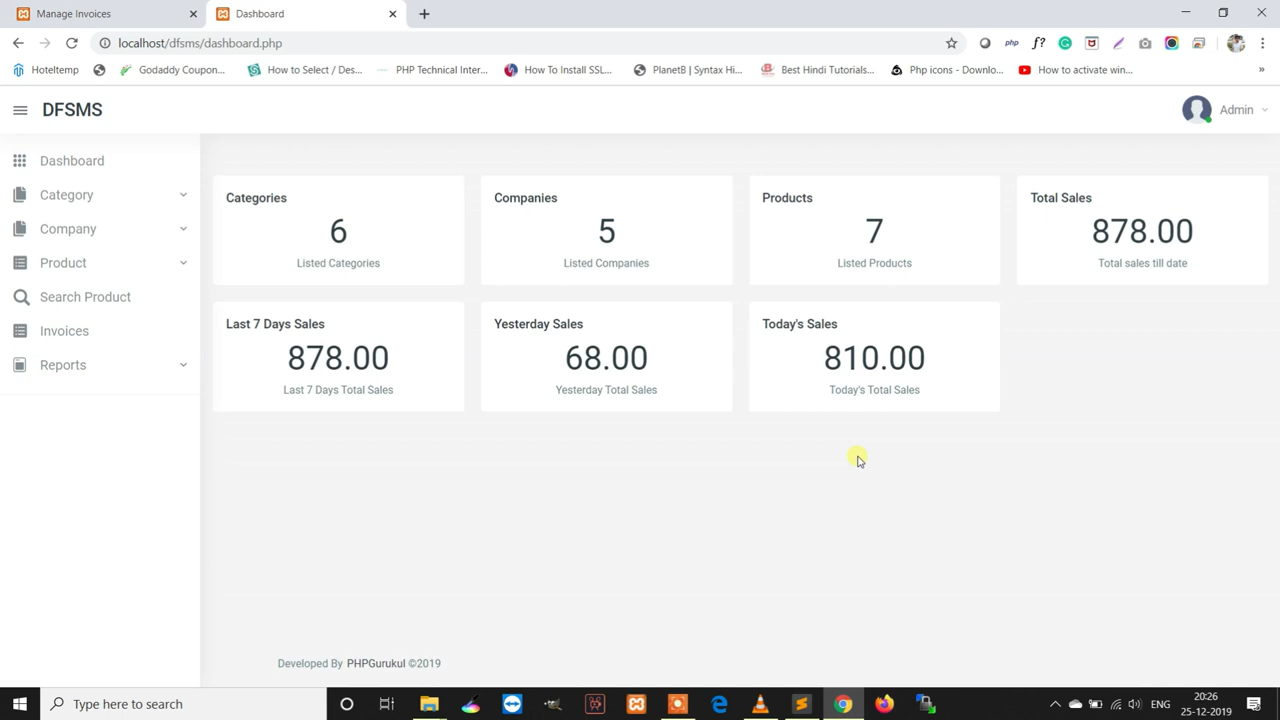 Manage Invoices
Dashboard
localhost/dfsms/dashboard.php
php
f?
Hoteltemp
Godaddy Coupon...
How to Select / Des...
PHP Technical Inter...
How To Install SSL...
PlanetB | Syntax Hi...
Best Hindi Tutorials...
Php icons - Downlo...
How to activate win...
»
DFSMS
Admin
Dashboard
Category
Company
Product
Search Product
Invoices
Reports
Categories
6
Listed Categories
Companies
5
Listed Companies
Products
7
Listed Products
Total Sales
878.00
Total sales till date
Last 7 Days Sales
878.00
Last 7 Days Total Sales
Yesterday Sales
68.00
Yesterday Total Sales
Today's Sales
810.00
Today's Total Sales
Developed By PHPGurukul ©2019
Type here to search
ENG
20:26
25-12-2019